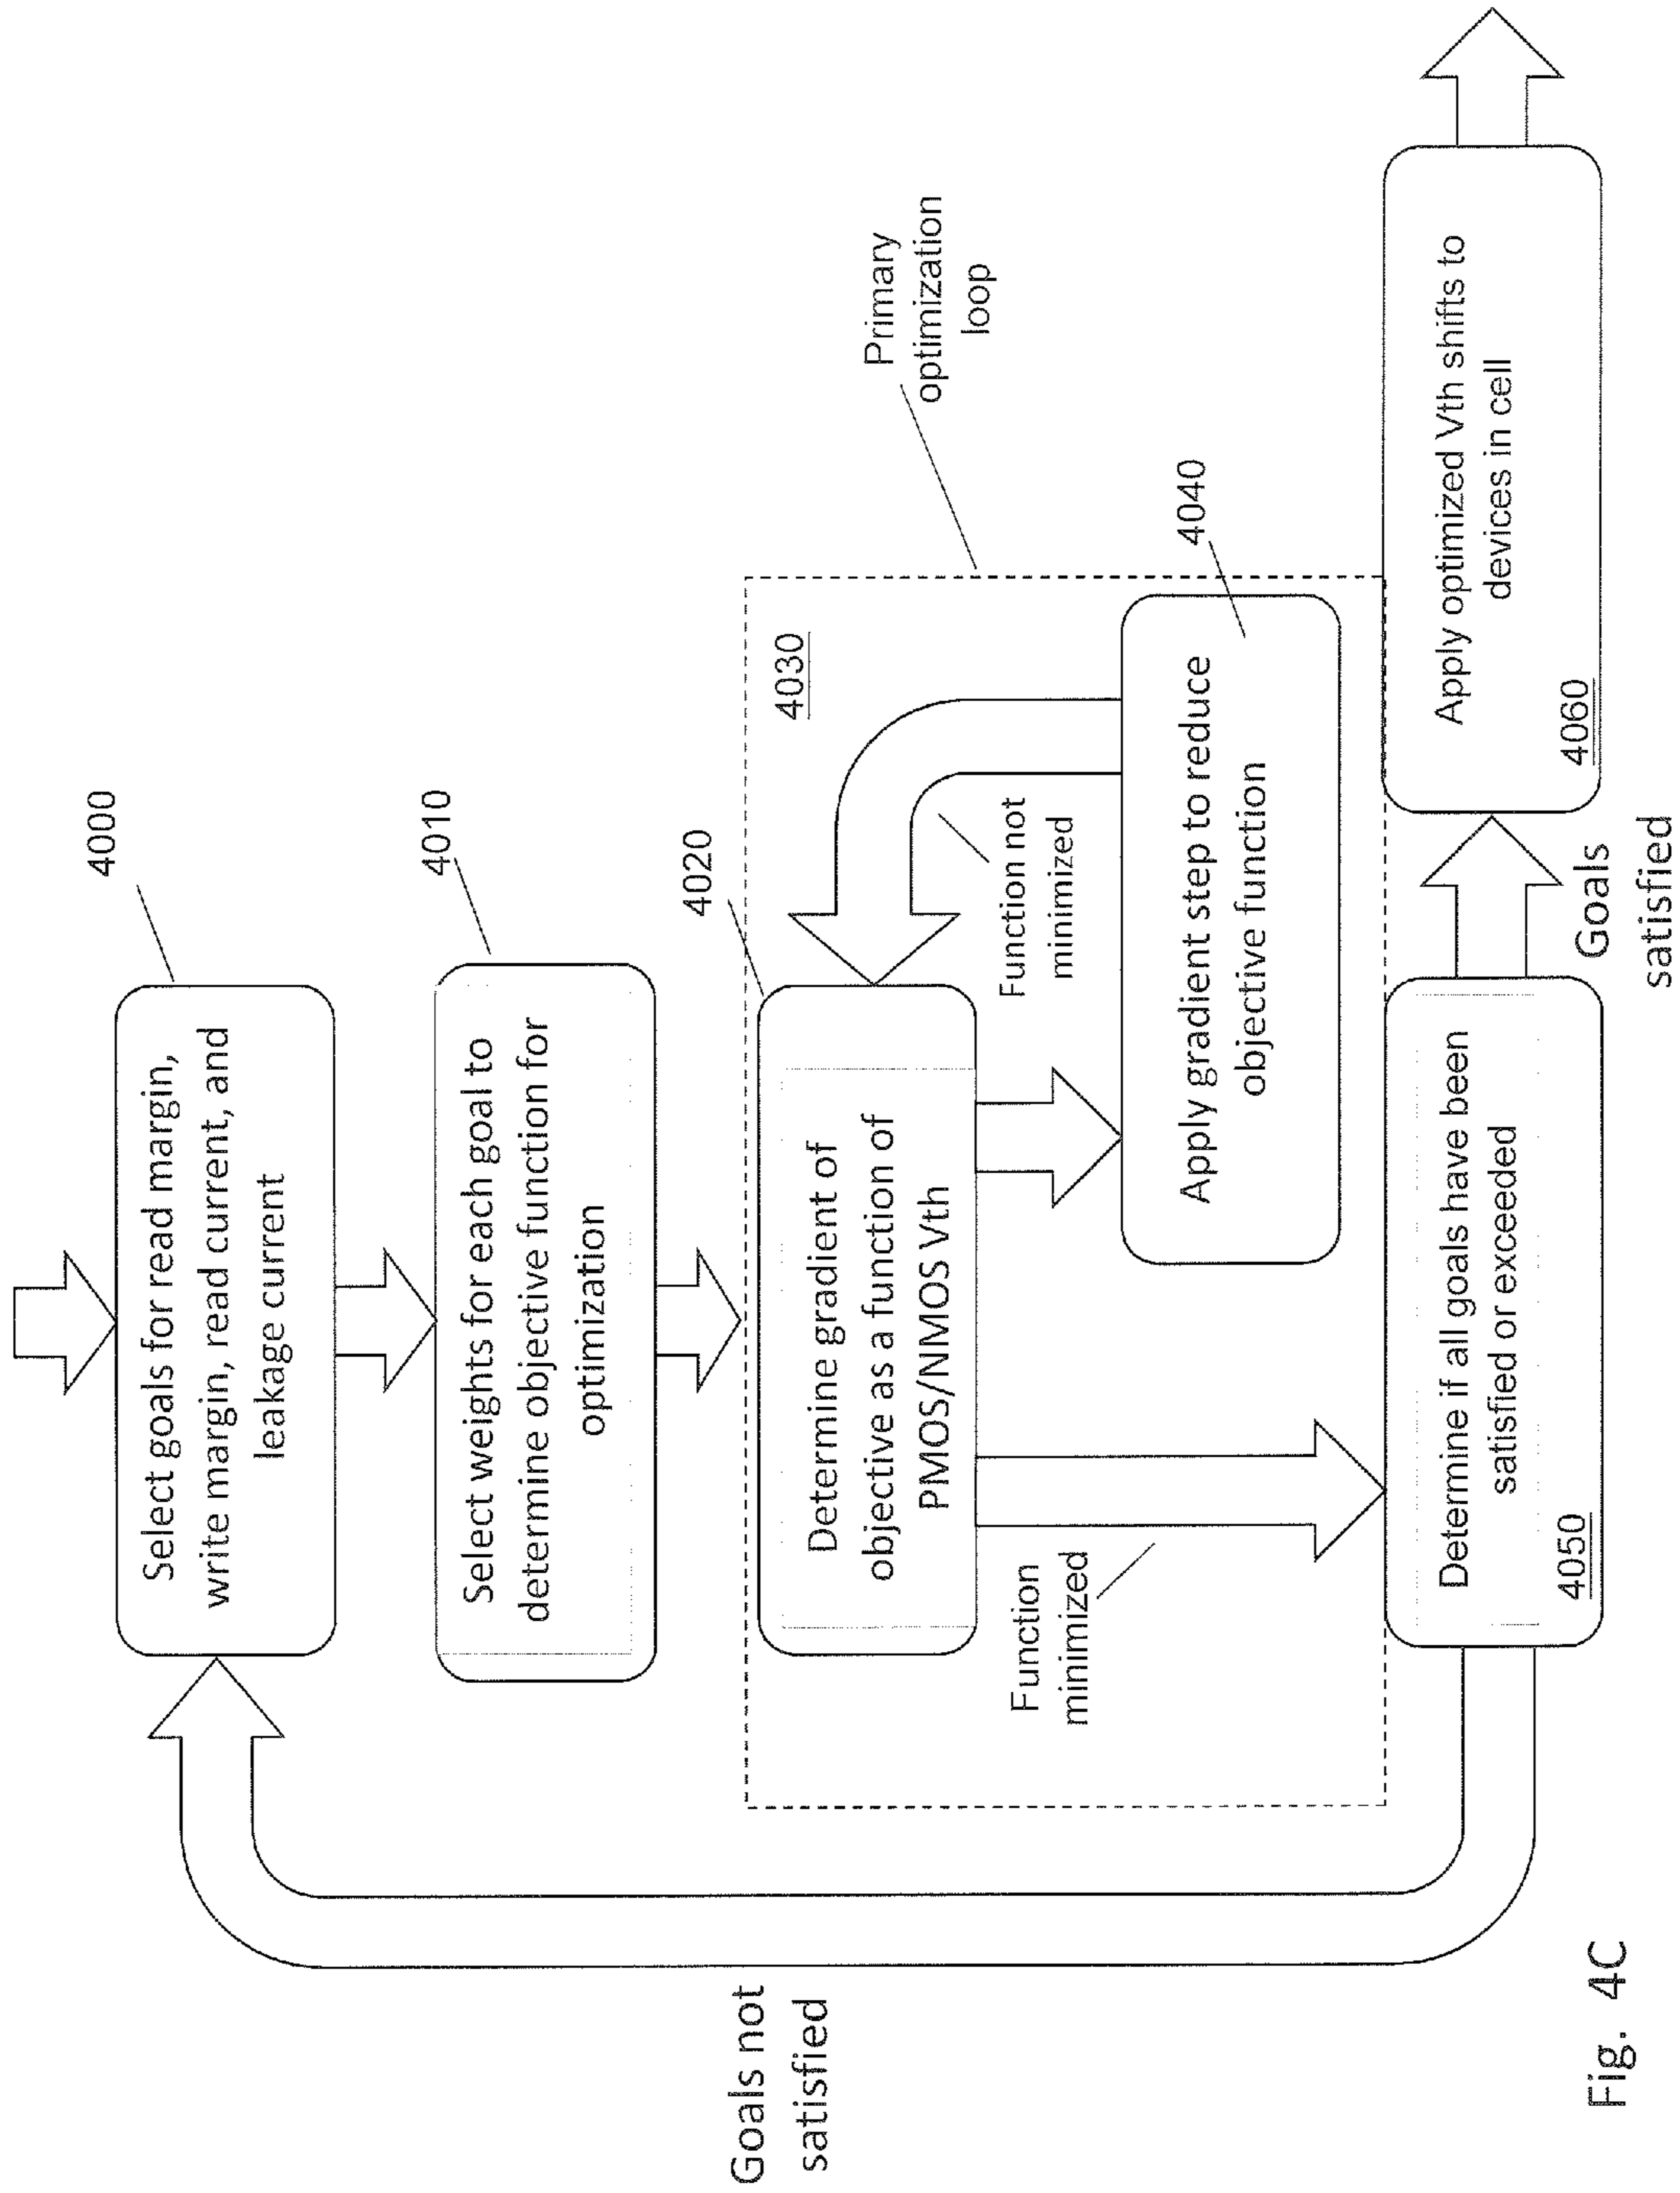 4000
Select goals for read margin,
write margin, read current, and
leakage current
4010
Select weights for each goal to
determine objective function for
optimization
Goals not
satisfied
4020
4030
Determine gradient of
objective as a function of
PMOS/NMOS Vth
Primary
optimization
loop
Function not
minimized
Function
minimized
4040
Apply gradient step to reduce
objective function
Determine if all goals have been
satisfied or exceeded
4050
Goals
satisfied
Apply optimized Vth shifts to
devices in cell
4060
Fig. 4C